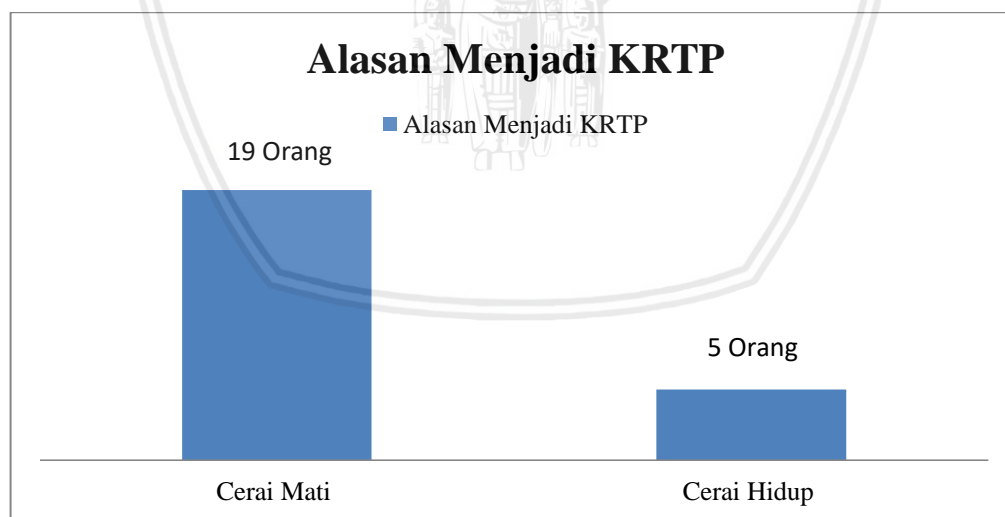 Alasan Menjadi KRTP
Alasan Menjadi KRTP
19 Orang
5 Orang
Cerai Mati
Cerai Hidup